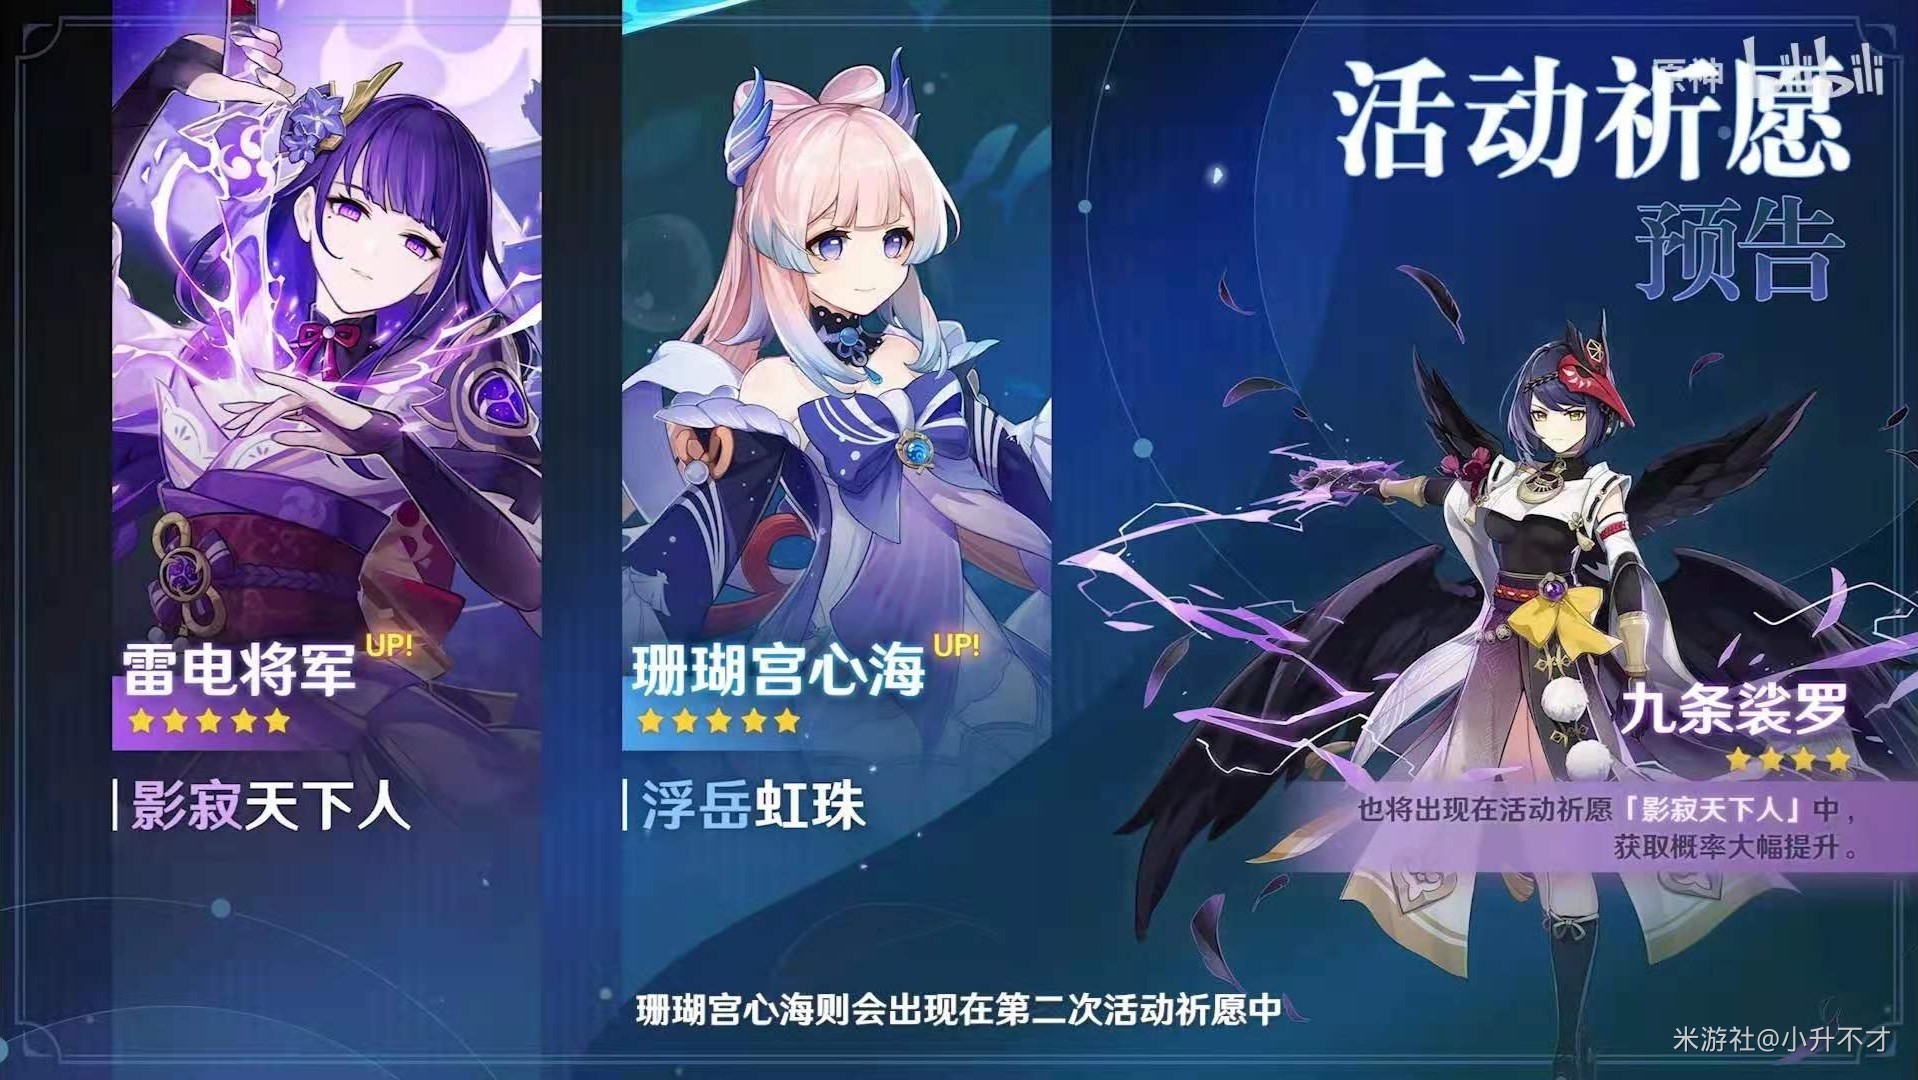 活动祈愿
预告
原神 bilibili
雷电将军 UP!
影寂天下人
珊瑚宫心海 UP!
浮岳虹珠
九条裟罗
也将出现在活动祈愿「影寂天下人」中，
获取概率大幅提升。
珊瑚宫心海则会出现在第二次活动祈愿中
米游社@小升不才